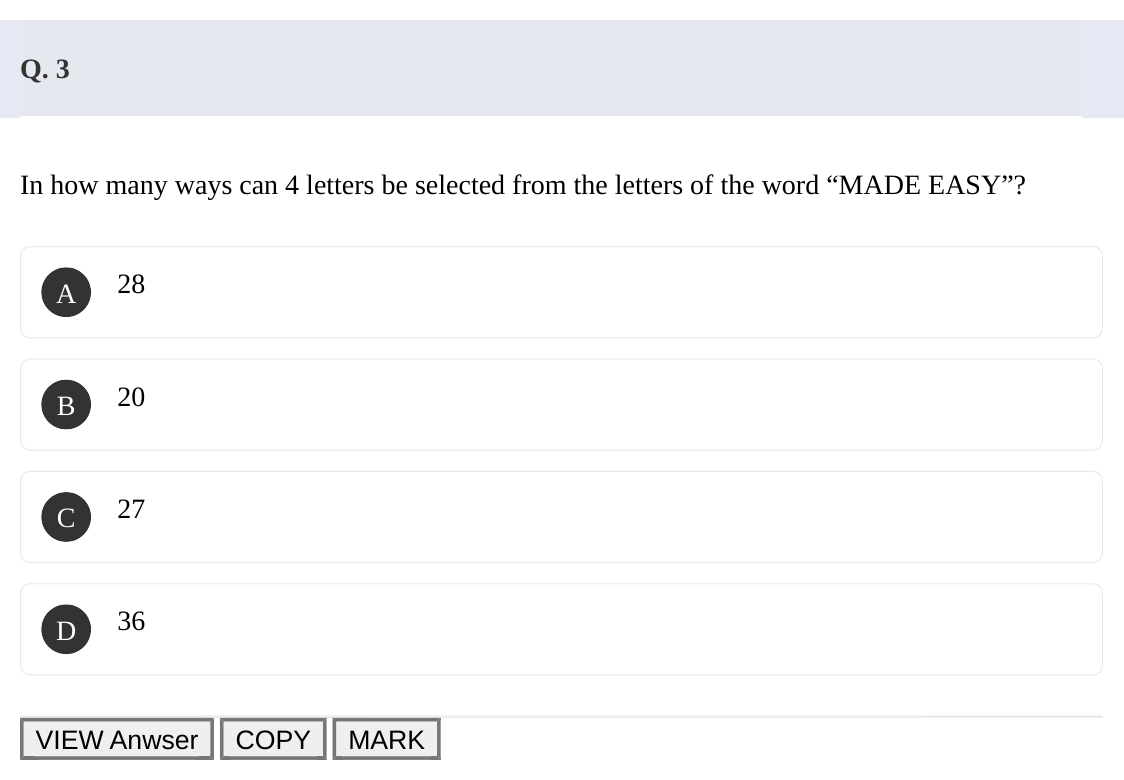 Q. 3
In how many ways can 4 letters be selected from the letters of the word “MADE EASY”?
A 28
B 20
C 27
D 36
VIEW Anwser COPY MARK